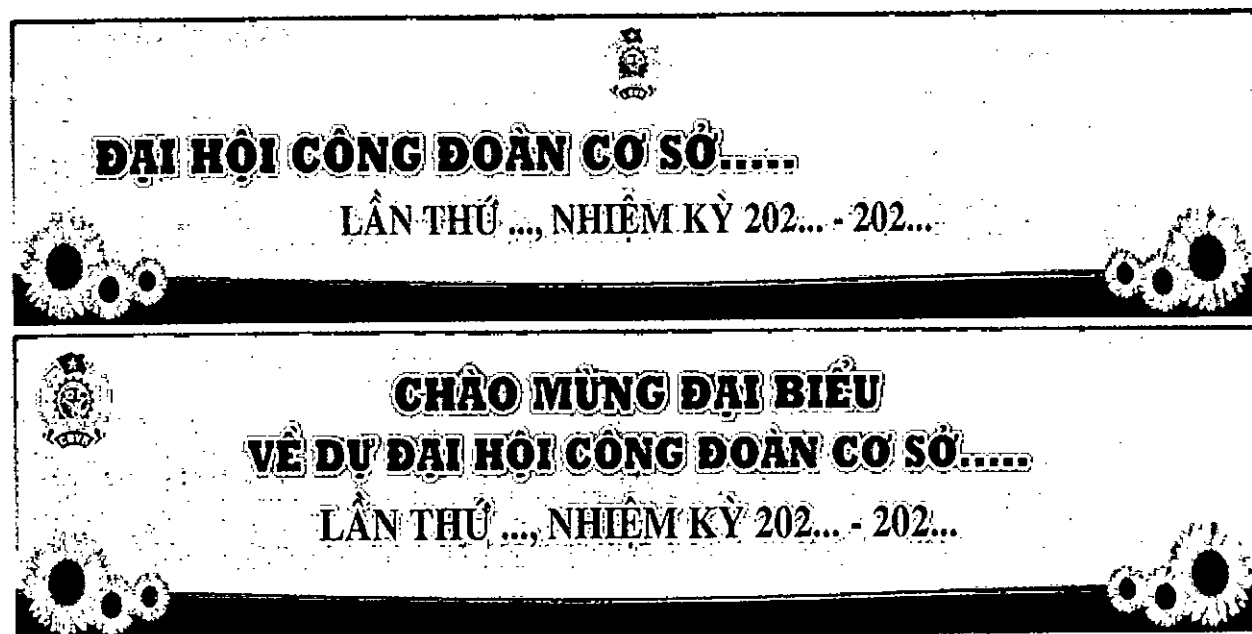 ĐẠI HỘI CÔNG ĐOÀN CƠ SỞ.....
LẦN THỨ ..., NHIỆM KỲ 202... - 202...
CHÀO MỪNG ĐẠI BIỂU
VỀ DỰ ĐẠI HỘI CÔNG ĐOÀN CƠ SỞ.....
LẦN THỨ ..., NHIỆM KỲ 202... - 202...